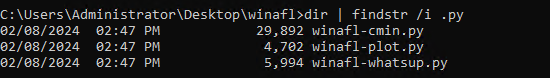 C:\Users\Administrator\Desktop\winafl>dir | findstr /i .py
02/08/2024  02:47 PM            29,892 winafl-cmin.py
02/08/2024  02:47 PM             4,702 winafl-plot.py
02/08/2024  02:47 PM             5,994 winafl-whatsup.py